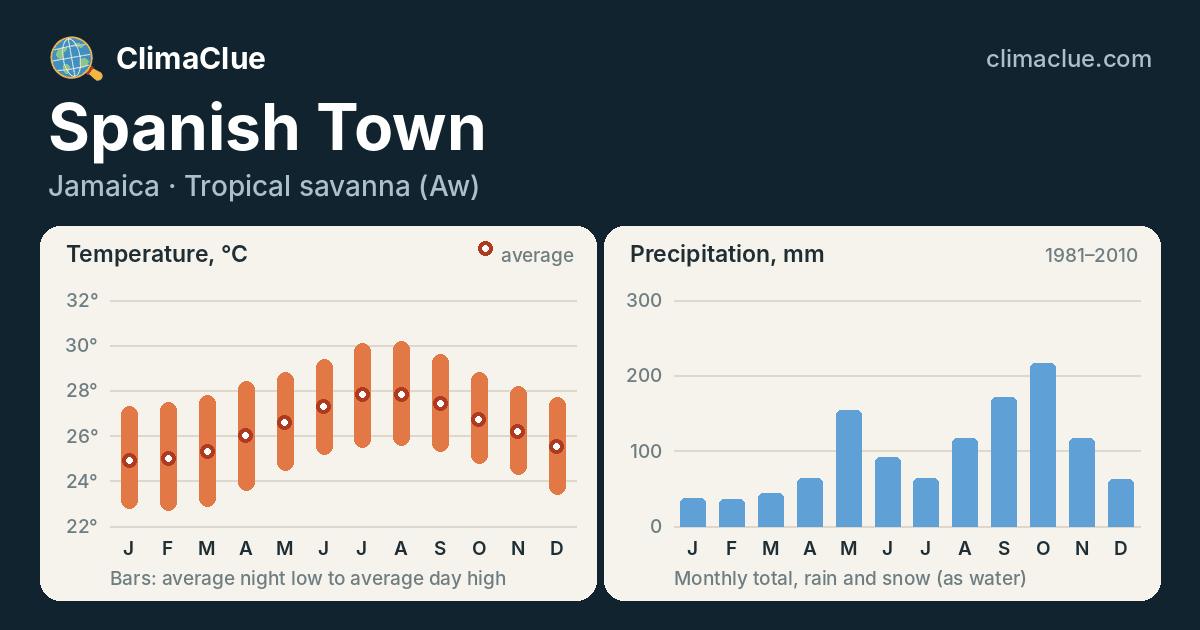 ClimaClue
climaclue.com
Spanish Town
Jamaica · Tropical savanna (Aw)
Temperature, °C
average
32°
30°
28°
26°
24°
22°
J F M A M J J A S O N D
Bars: average night low to average day high
Precipitation, mm
1981–2010
300
200
100
0
J F M A M J J A S O N D
Monthly total, rain and snow (as water)